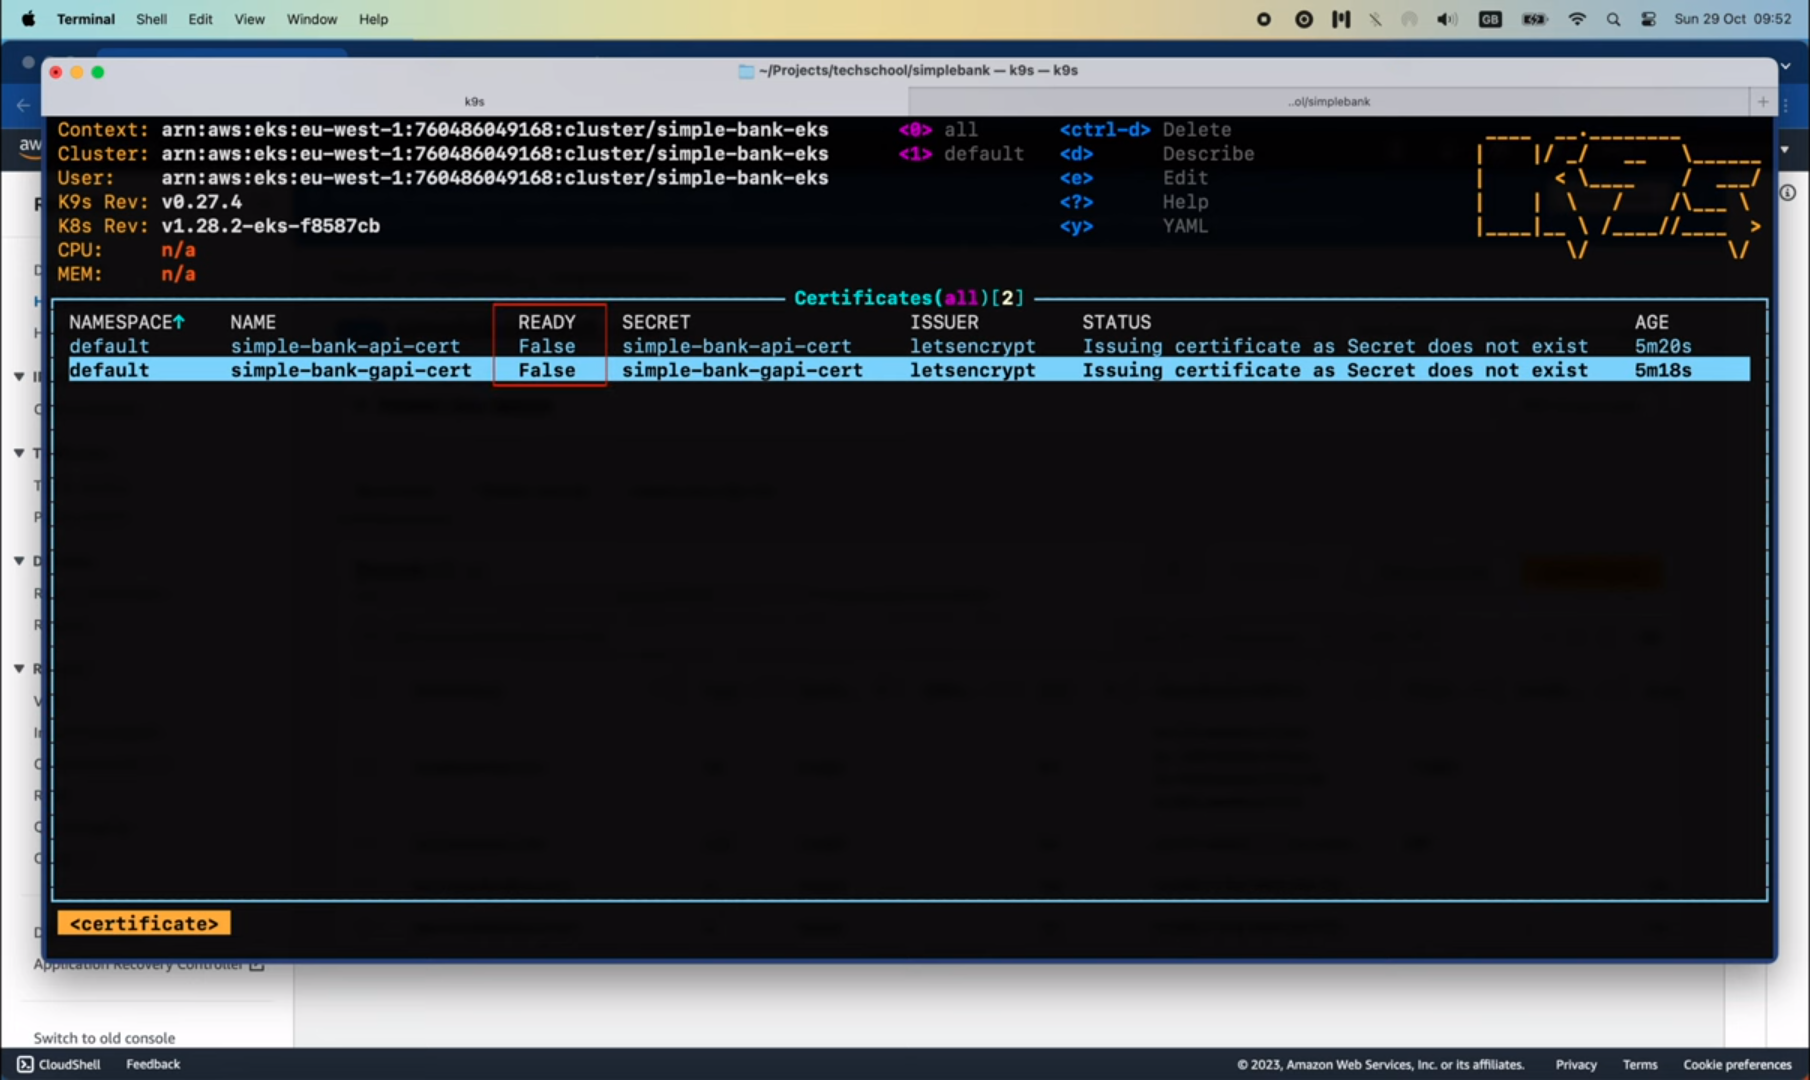 Terminal Shell Edit View Window Help GB Sun 29 Oct 09:52
~/Projects/techschool/simplebank — k9s — k9s
k9s ..ol/simplebank +
Context: arn:aws:eks:eu-west-1:760486049168:cluster/simple-bank-eks <0> all <ctrl-d> Delete
Cluster: arn:aws:eks:eu-west-1:760486049168:cluster/simple-bank-eks <1> default <d> Describe
User: arn:aws:eks:eu-west-1:760486049168:cluster/simple-bank-eks <e> Edit
K9s Rev: v0.27.4 <?> Help
K8s Rev: v1.28.2-eks-f8587cb <y> YAML
CPU: n/a
MEM: n/a
Certificates(all)[2]
NAMESPACE↑ NAME READY SECRET ISSUER STATUS AGE
default simple-bank-api-cert False simple-bank-api-cert letsencrypt Issuing certificate as Secret does not exist 5m20s
default simple-bank-gapi-cert False simple-bank-gapi-cert letsencrypt Issuing certificate as Secret does not exist 5m18s
<certificate>
Application Recovery Controller
Switch to old console
CloudShell Feedback © 2023, Amazon Web Services, Inc. or its affiliates. Privacy Terms Cookie preferences